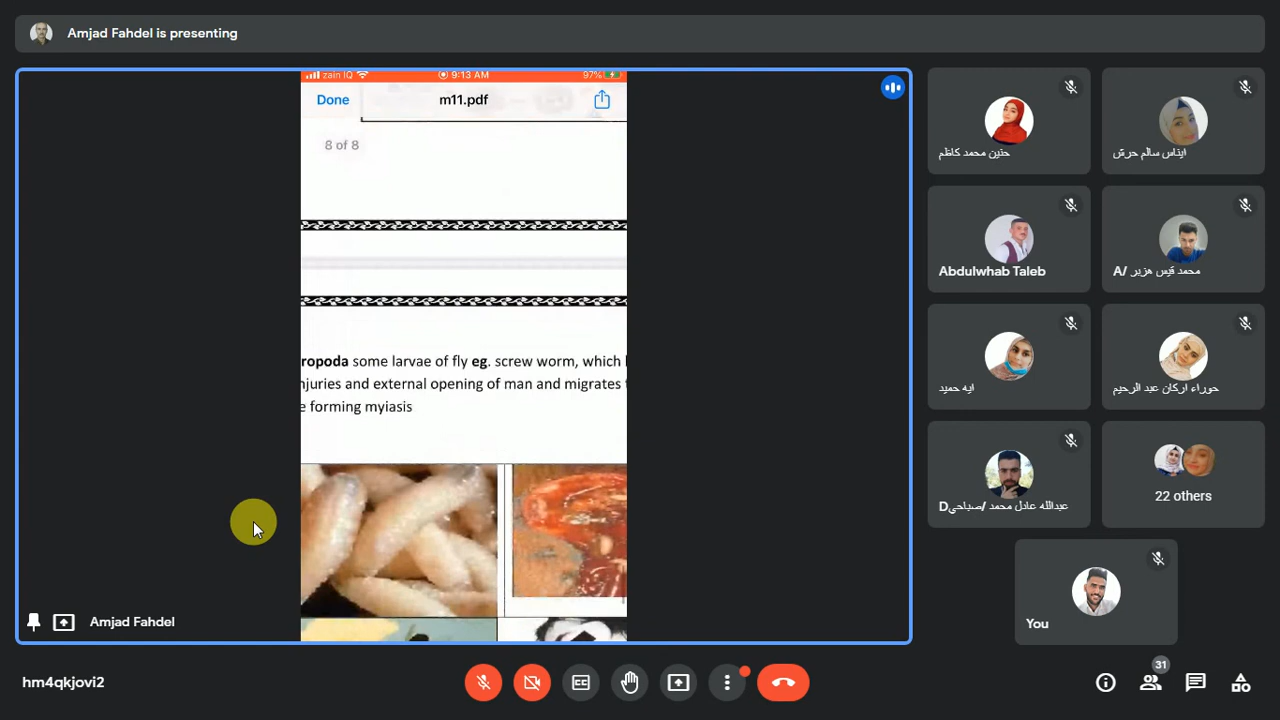 Amjad Fahdel is presenting
zain IQ
9:13 AM
97%
Done
m11.pdf
8 of 8
ropoda some larvae of fly eg. screw worm, which
njuries and external opening of man and migrates
e forming myiasis
Amjad Fahdel
حنين محمد كاظم
ايناس سالم حرش
Abdulwhab Taleb
محمد قيس هزبر /A
ايه حميد
حوراء اركان عبد الرحيم
عبدالله عادل محمد /صباحيD
22 others
You
hm4qkjovi2
31